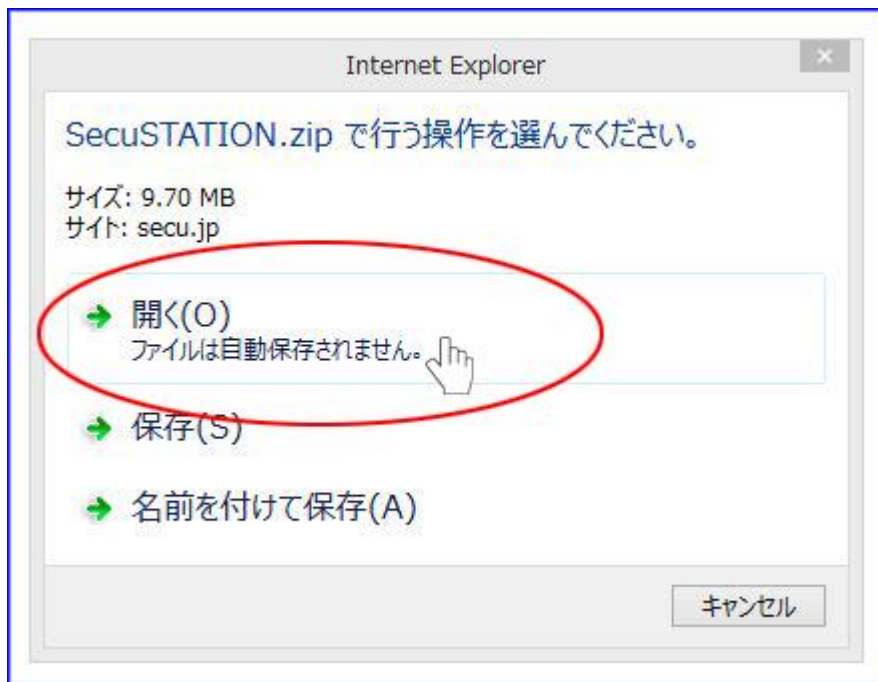 Internet Explorer
SecuSTATION.zip で行う操作を選んでください。
サイズ: 9.70 MB
サイト: secu.jp
開く(O)
ファイルは自動保存されません。
保存(S)
名前を付けて保存(A)
キャンセル